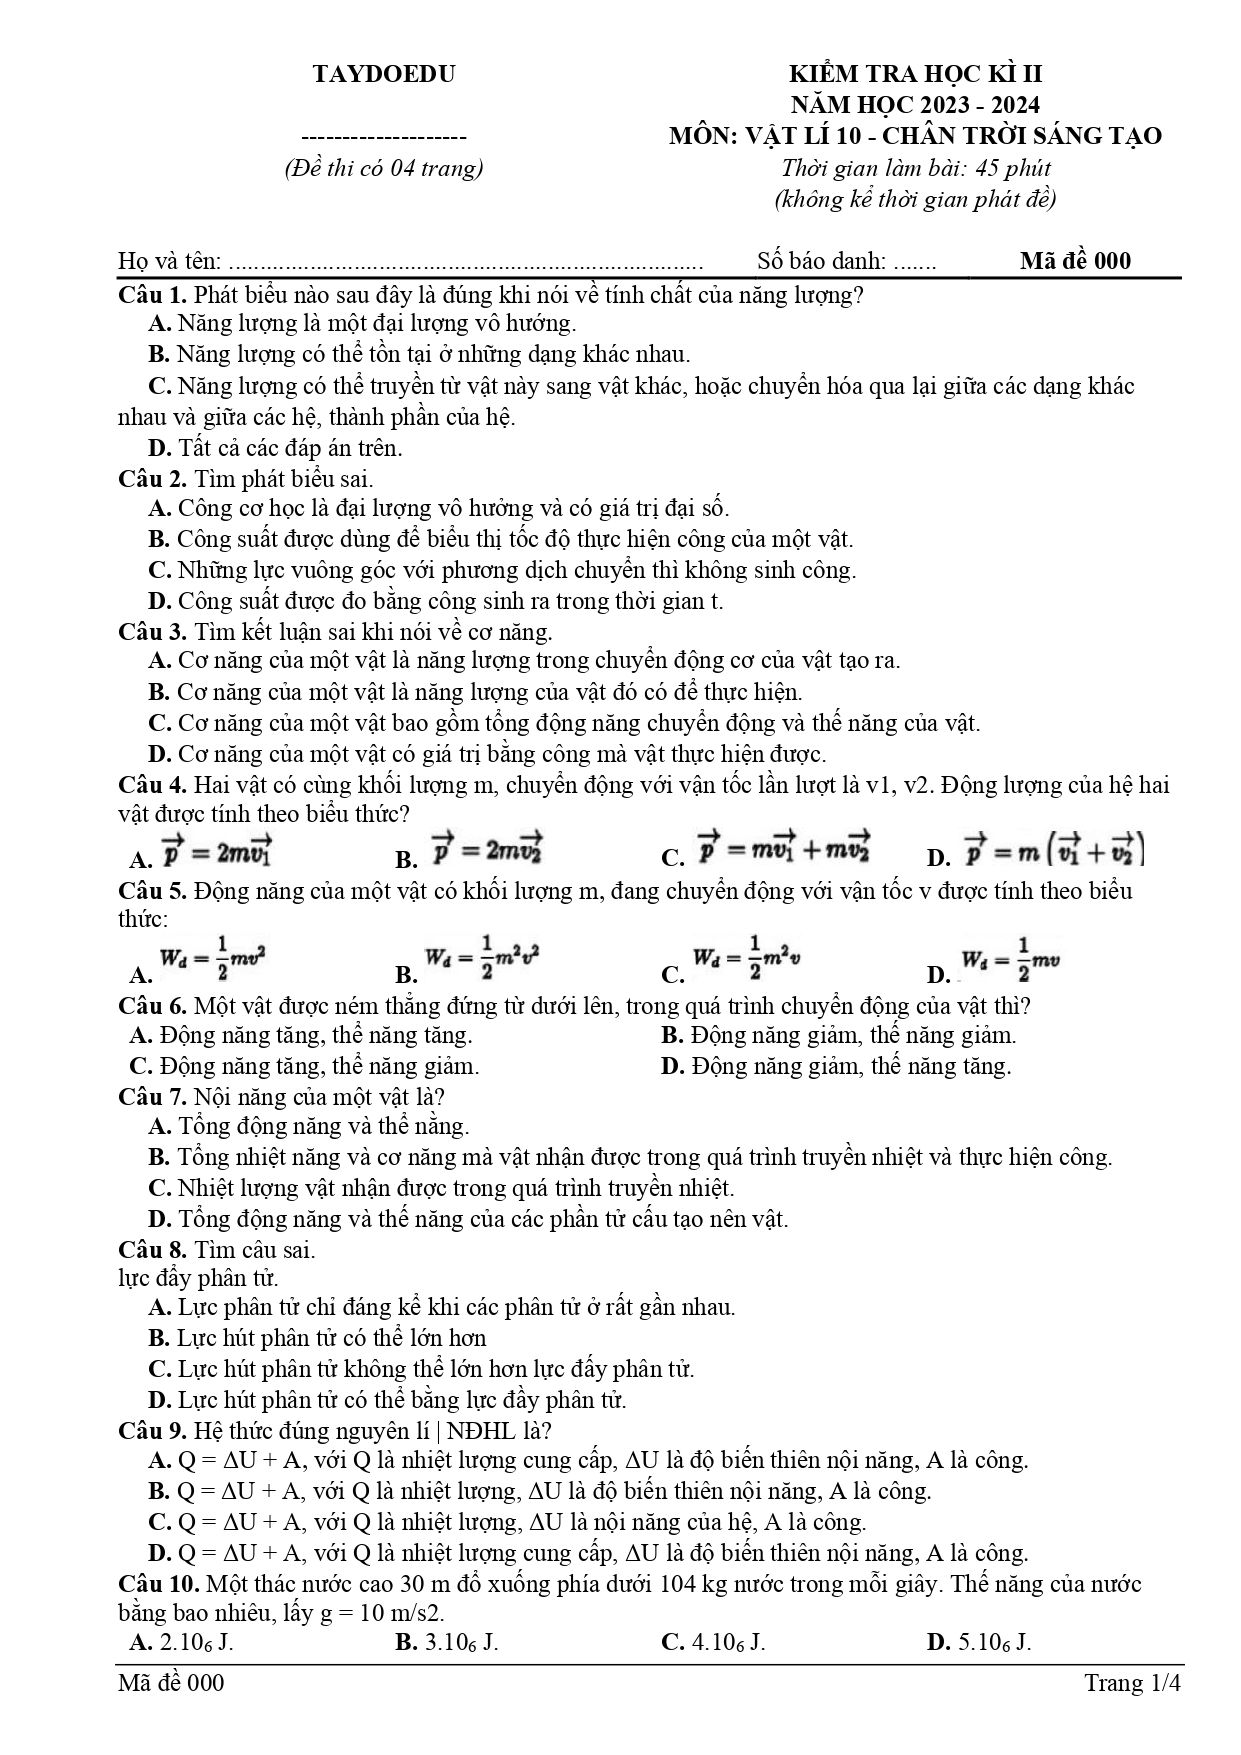 TAYDOEDU
--------------------
(Đề thi có 04 trang)
KIỂM TRA HỌC KÌ II
NĂM HỌC 2023 - 2024
MÔN: VẬT LÍ 10 - CHÂN TRỜI SÁNG TẠO
Thời gian làm bài: 45 phút
(không kể thời gian phát đề)
Họ và tên: ............................................................................ Số báo danh: ....... Mã đề 000
Câu 1. Phát biểu nào sau đây là đúng khi nói về tính chất của năng lượng?
A. Năng lượng là một đại lượng vô hướng.
B. Năng lượng có thể tồn tại ở những dạng khác nhau.
C. Năng lượng có thể truyền từ vật này sang vật khác, hoặc chuyển hóa qua lại giữa các dạng khác
nhau và giữa các hệ, thành phần của hệ.
D. Tất cả các đáp án trên.
Câu 2. Tìm phát biểu sai.
A. Công cơ học là đại lượng vô hưởng và có giá trị đại số.
B. Công suất được dùng để biểu thị tốc độ thực hiện công của một vật.
C. Những lực vuông góc với phương dịch chuyển thì không sinh công.
D. Công suất được đo bằng công sinh ra trong thời gian t.
Câu 3. Tìm kết luận sai khi nói về cơ năng.
A. Cơ năng của một vật là năng lượng trong chuyển động cơ của vật tạo ra.
B. Cơ năng của một vật là năng lượng của vật đó có để thực hiện.
C. Cơ năng của một vật bao gồm tổng động năng chuyển động và thế năng của vật.
D. Cơ năng của một vật có giá trị bằng công mà vật thực hiện được.
Câu 4. Hai vật có cùng khối lượng m, chuyển động với vận tốc lần lượt là v1, v2. Động lượng của hệ hai
vật được tính theo biểu thức?
A. $\vec{p} = 2m\vec{v_1}$ B. $\vec{p} = 2m\vec{v_2}$ C. $\vec{p} = m\vec{v_1} + m\vec{v_2}$ D. $\vec{p} = m(\vec{v_1} + \vec{v_2})$
Câu 5. Động năng của một vật có khối lượng m, đang chuyển động với vận tốc v được tính theo biểu
thức:
A. $W_d = \frac{1}{2}mv^2$ B. $W_d = \frac{1}{2}m^2v^2$ C. $W_d = \frac{1}{2}m^2v$ D. $W_d = \frac{1}{2}mv$
Câu 6. Một vật được ném thẳng đứng từ dưới lên, trong quá trình chuyển động của vật thì?
A. Động năng tăng, thể năng tăng. B. Động năng giảm, thế năng giảm.
C. Động năng tăng, thể năng giảm. D. Động năng giảm, thế năng tăng.
Câu 7. Nội năng của một vật là?
A. Tổng động năng và thể nằng.
B. Tổng nhiệt năng và cơ năng mà vật nhận được trong quá trình truyền nhiệt và thực hiện công.
C. Nhiệt lượng vật nhận được trong quá trình truyền nhiệt.
D. Tổng động năng và thế năng của các phần tử cấu tạo nên vật.
Câu 8. Tìm câu sai.
lực đẩy phân tử.
A. Lực phân tử chỉ đáng kể khi các phân tử ở rất gần nhau.
B. Lực hút phân tử có thể lớn hơn
C. Lực hút phân tử không thể lớn hơn lực đấy phân tử.
D. Lực hút phân tử có thể bằng lực đầy phân tử.
Câu 9. Hệ thức đúng nguyên lí | NĐHL là?
A. Q = ΔU + A, với Q là nhiệt lượng cung cấp, ΔU là độ biến thiên nội năng, A là công.
B. Q = ΔU + A, với Q là nhiệt lượng, ΔU là độ biến thiên nội năng, A là công.
C. Q = ΔU + A, với Q là nhiệt lượng, ΔU là nội năng của hệ, A là công.
D. Q = ΔU + A, với Q là nhiệt lượng cung cấp, ΔU là độ biến thiên nội năng, A là công.
Câu 10. Một thác nước cao 30 m đổ xuống phía dưới 104 kg nước trong mỗi giây. Thế năng của nước
bằng bao nhiêu, lấy g = 10 m/s2.
A. 2.10₆ J. B. 3.10₆ J. C. 4.10₆ J. D. 5.10₆ J.
Mã đề 000 Trang 1/4